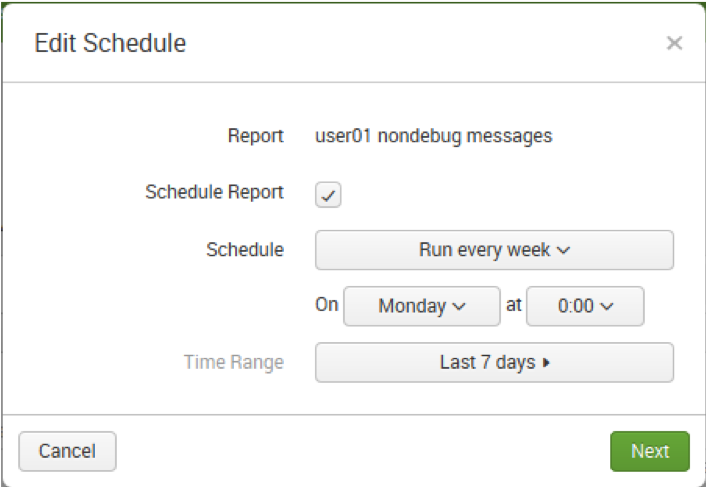 Edit Schedule
Report user01 nondebug messages
Schedule Report
Schedule Run every week
On Monday at 0:00
Time Range Last 7 days
Cancel Next